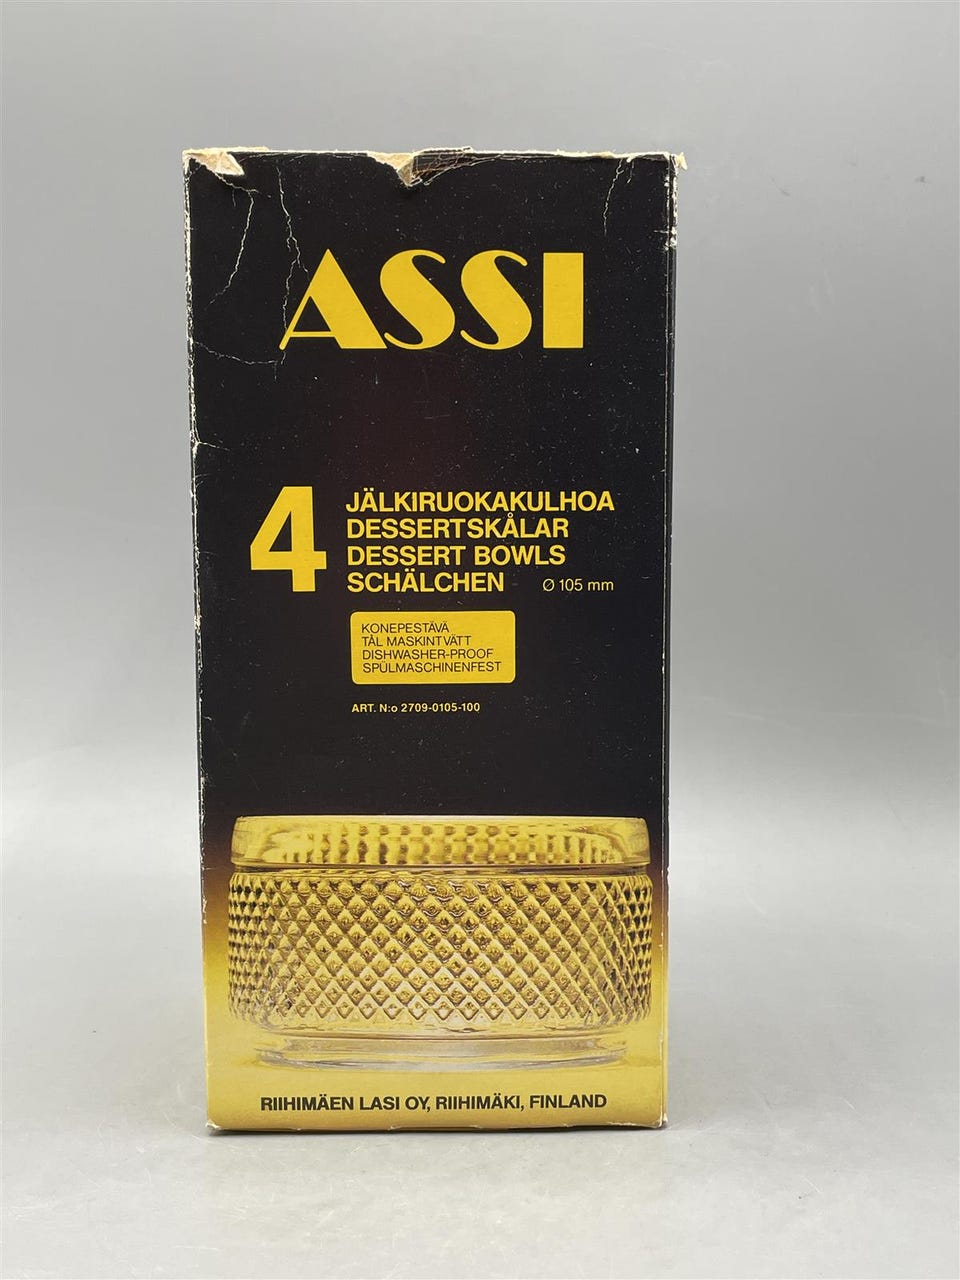 ASSI
4
JÄLKIRUOKAKULHOA
DESSERTSKÅLAR
DESSERT BOWLS
SCHÄLCHEN Ø 105 mm
KONEPESTÄVÄ
TÅL MASKINTVÄTT
DISHWASHER-PROOF
SPÜLMASCHINENFEST
ART. N:o 2709-0105-100
RIIHIMÄEN LASI OY, RIIHIMÄKI, FINLAND